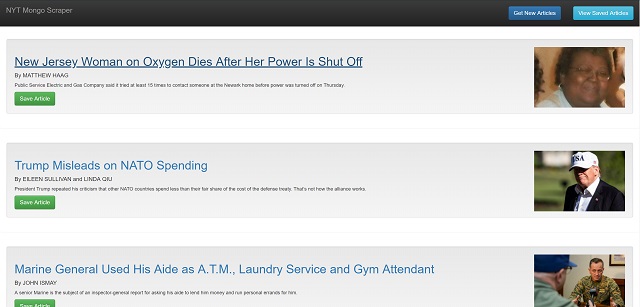 NYT Mongo Scraper
Get New Articles
View Saved Articles
New Jersey Woman on Oxygen Dies After Her Power Is Shut Off
By MATTHEW HAAG
Public Service Electric and Gas Company said it tried at least 15 times to contact someone at the Newark home before power was turned off on Thursday.
Save Article
Trump Misleads on NATO Spending
By EILEEN SULLIVAN and LINDA QIU
President Trump repeated his criticism that other NATO countries spend less than their fair share of the cost of the defense treaty. That's not how the alliance works.
Save Article
USA
Marine General Used His Aide as A.T.M., Laundry Service and Gym Attendant
By JOHN ISMAY
A senior Marine is the subject of an inspector-general report for asking his aide to lend him money and run personal errands for him.
Save Article